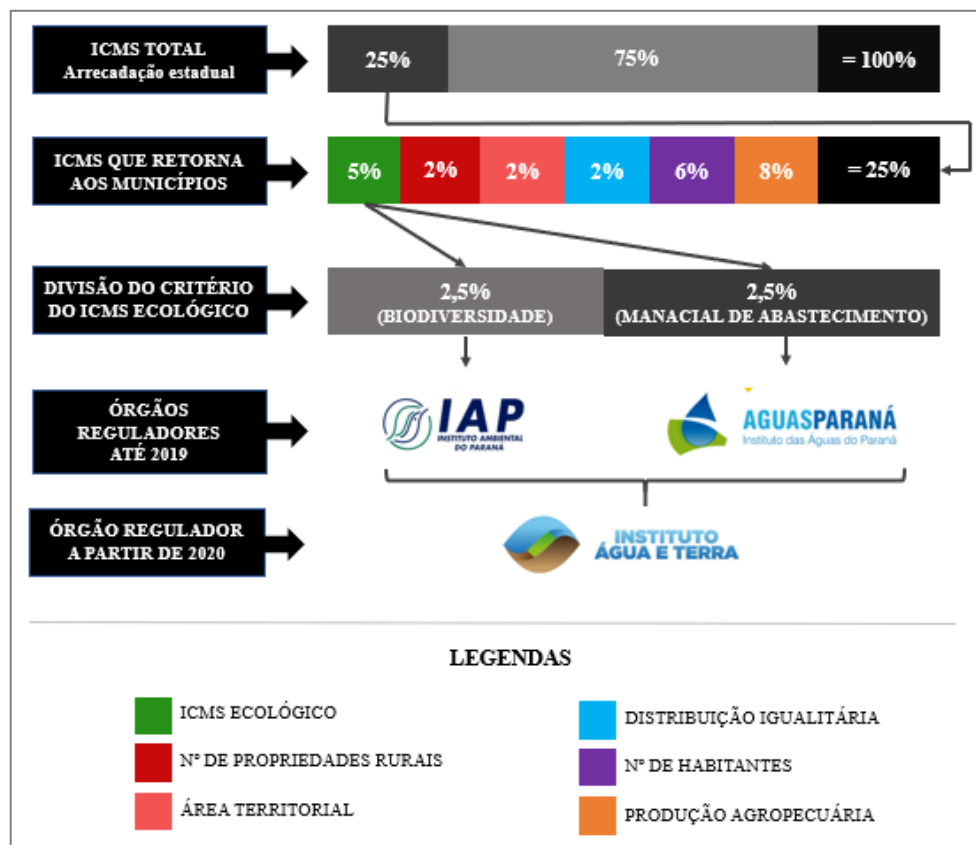 ICMS TOTAL
Arrecadação estadual
25%
75%
= 100%
ICMS QUE RETORNA
AOS MUNICÍPIOS
5%
2%
2%
2%
6%
8%
= 25%
DIVISÃO DO CRITÉRIO
DO ICMS ECOLÓGICO
2,5%
(BIODIVERSIDADE)
2,5%
(MANACIAL DE ABASTECIMENTO)
ÓRGÃOS
REGULADORES
ATÉ 2019
IAP
INSTITUTO AMBIENTAL
DO PARANÁ
AGUASPARANÁ
Instituto das Águas do Paraná
ÓRGÃO REGULADOR
A PARTIR DE 2020
INSTITUTO
ÁGUA E TERRA
LEGENDAS
ICMS ECOLÓGICO
Nº DE PROPRIEDADES RURAIS
ÁREA TERRITORIAL
DISTRIBUIÇÃO IGUALITÁRIA
Nº DE HABITANTES
PRODUÇÃO AGROPECUÁRIA